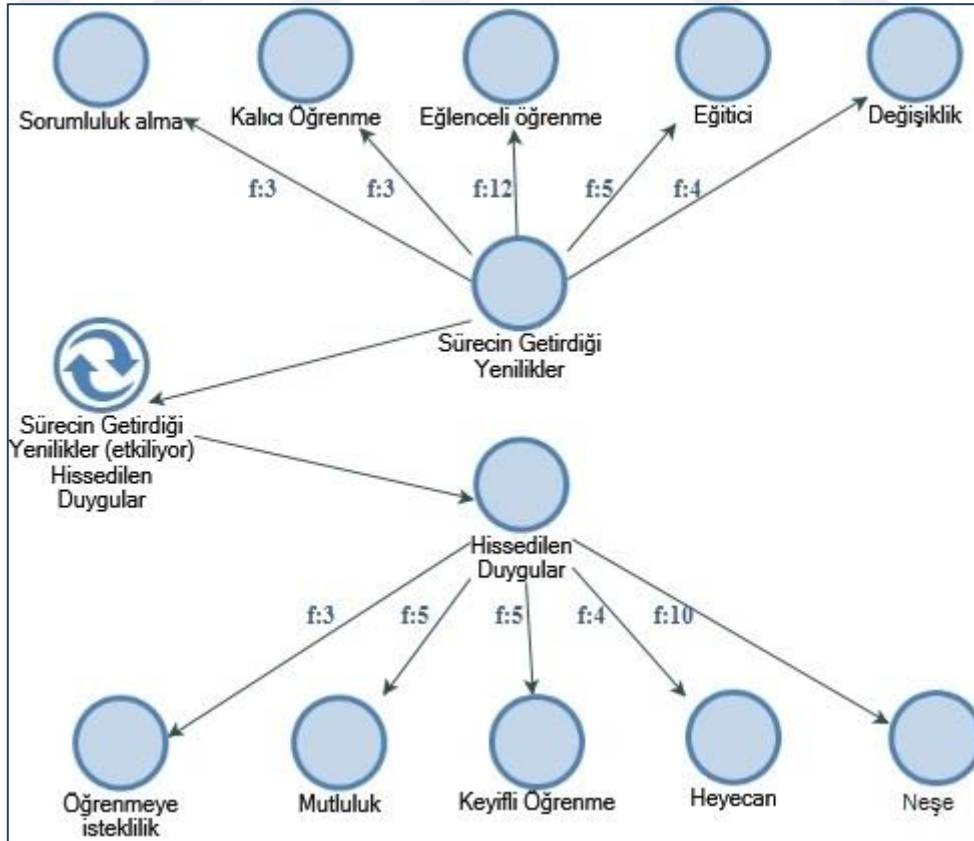 Sorumluluk alma
Kalıcı Öğrenme
Eğlenceli öğrenme
Eğitici
Değişiklik
f:3
f:3
f:12
f:5
f:4
Sürecin Getirdiği
Yenilikler
Sürecin Getirdiği
Yenilikler (etkiliyor)
Hissedilen
Duygular
Hissedilen
Duygular
f:3
f:5
f:5
f:4
f:10
Öğrenmeye
isteklilik
Mutluluk
Keyifli Öğrenme
Heyecan
Neşe